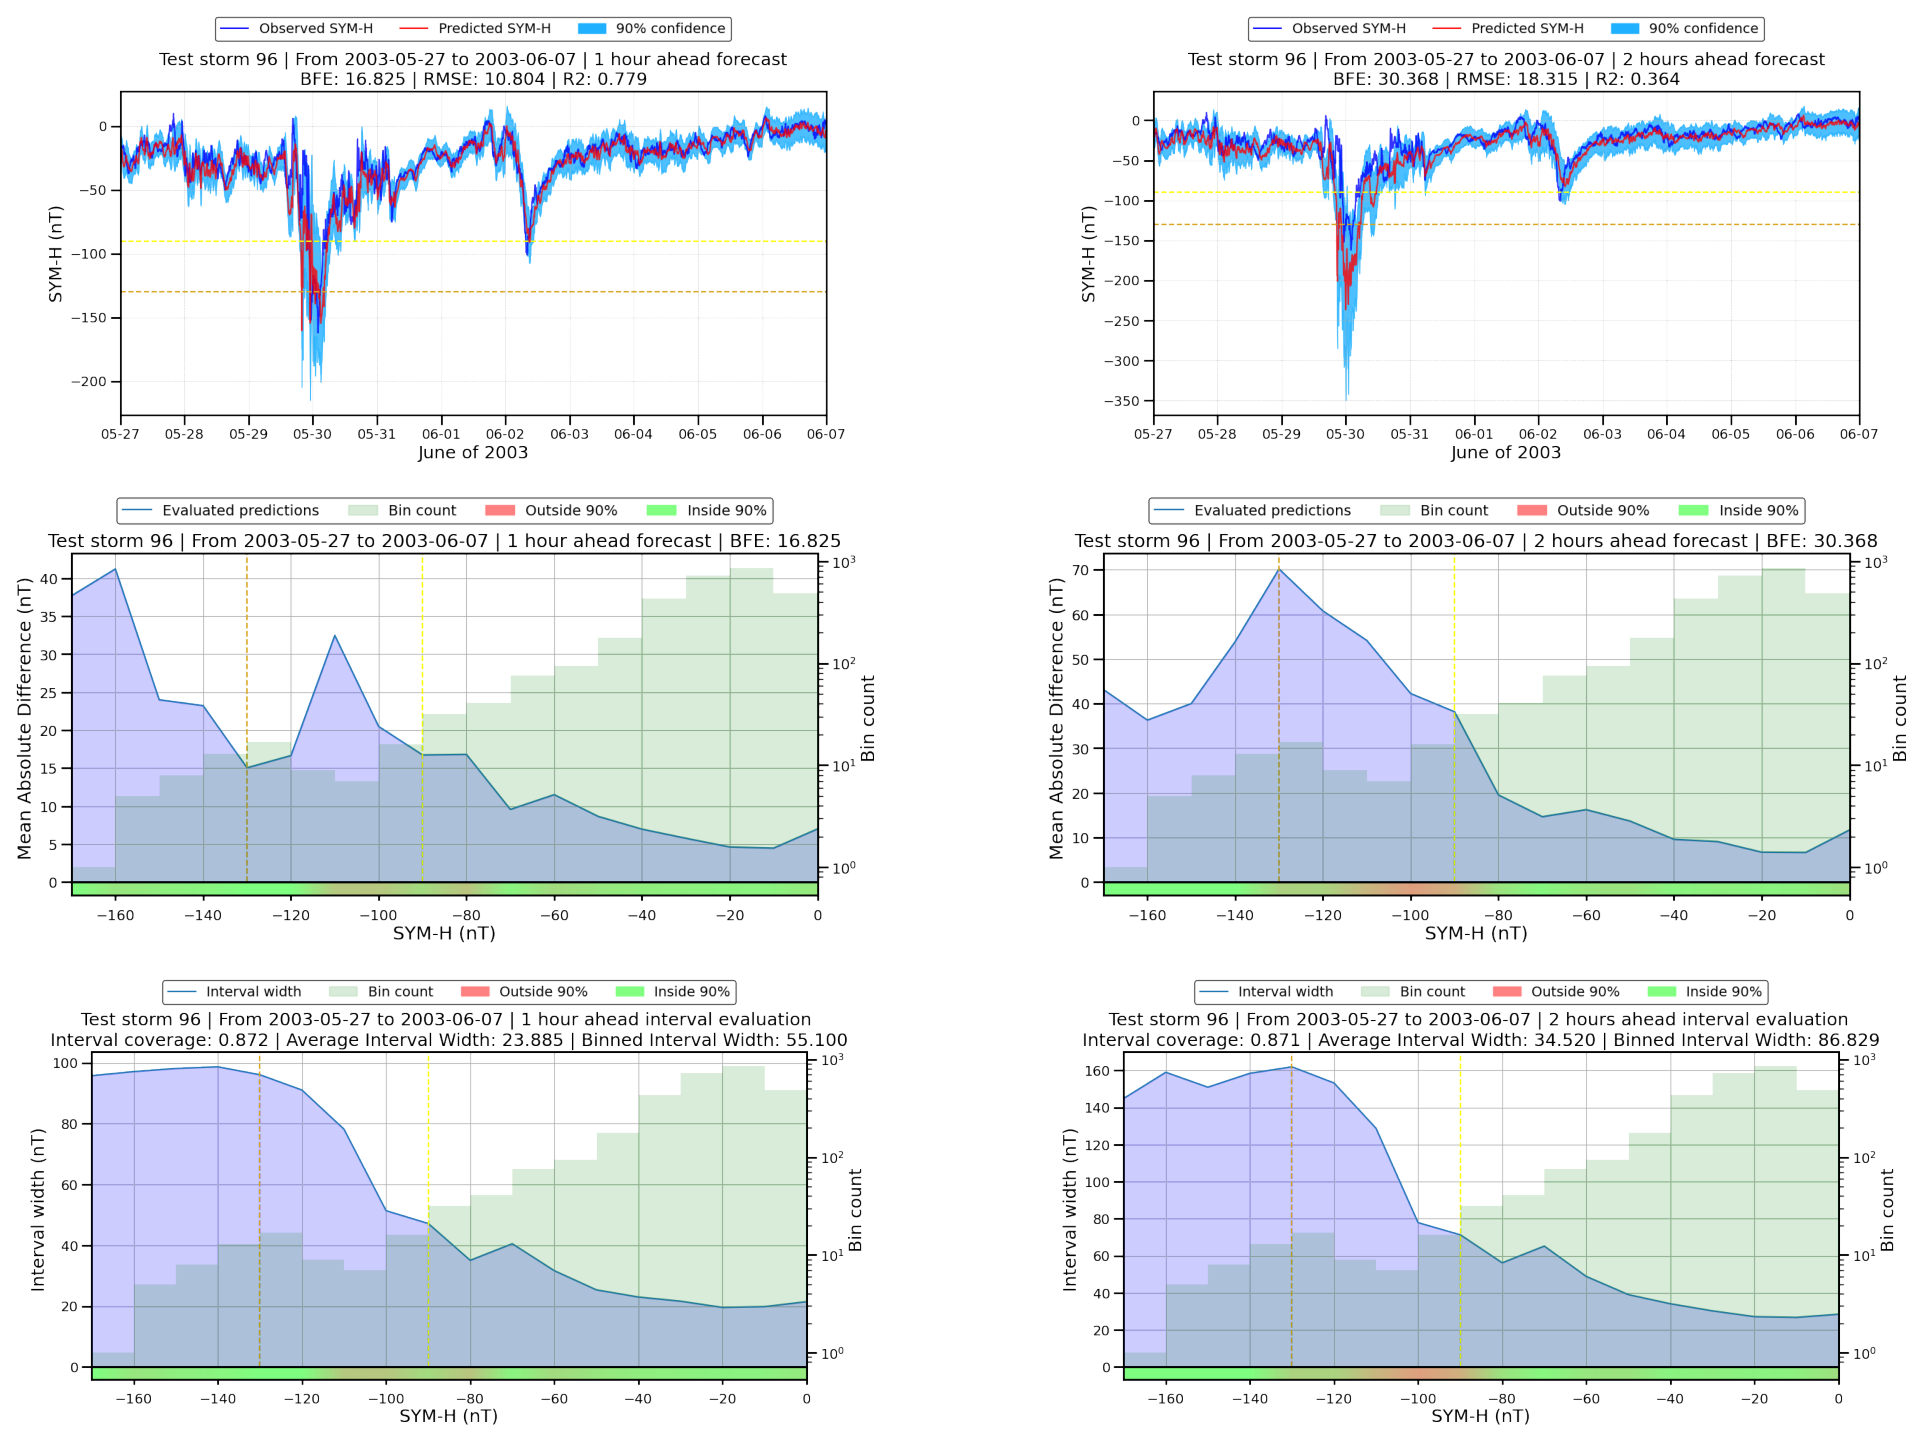 Observed SYM-H Predicted SYM-H 90% confidence
Test storm 96 | From 2003-05-27 to 2003-06-07 | 1 hour ahead forecast
BFE: 16.825 | RMSE: 10.804 | R2: 0.779
SYM-H (nT)
0
−50
−100
−150
−200
05-27 05-28 05-29 05-30 05-31 06-01 06-02 06-03 06-04 06-05 06-06 06-07
June of 2003
Observed SYM-H Predicted SYM-H 90% confidence
Test storm 96 | From 2003-05-27 to 2003-06-07 | 2 hours ahead forecast
BFE: 30.368 | RMSE: 18.315 | R2: 0.364
SYM-H (nT)
0
−50
−100
−150
−200
−250
−300
−350
05-27 05-28 05-29 05-30 05-31 06-01 06-02 06-03 06-04 06-05 06-06 06-07
June of 2003
Evaluated predictions Bin count Outside 90% Inside 90%
Test storm 96 | From 2003-05-27 to 2003-06-07 | 1 hour ahead forecast | BFE: 16.825
Mean Absolute Difference (nT)
40
35
30
25
20
15
10
5
0
10³
10²
10¹
10⁰
Bin count
−160 −140 −120 −100 −80 −60 −40 −20 0
SYM-H (nT)
Evaluated predictions Bin count Outside 90% Inside 90%
Test storm 96 | From 2003-05-27 to 2003-06-07 | 2 hours ahead forecast | BFE: 30.368
Mean Absolute Difference (nT)
70
60
50
40
30
20
10
0
10³
10²
10¹
10⁰
Bin count
−160 −140 −120 −100 −80 −60 −40 −20 0
SYM-H (nT)
Interval width Bin count Outside 90% Inside 90%
Test storm 96 | From 2003-05-27 to 2003-06-07 | 1 hour ahead interval evaluation
Interval coverage: 0.872 | Average Interval Width: 23.885 | Binned Interval Width: 55.100
Interval width (nT)
100
80
60
40
20
0
10³
10²
10¹
10⁰
Bin count
−160 −140 −120 −100 −80 −60 −40 −20 0
SYM-H (nT)
Interval width Bin count Outside 90% Inside 90%
Test storm 96 | From 2003-05-27 to 2003-06-07 | 2 hours ahead interval evaluation
Interval coverage: 0.871 | Average Interval Width: 34.520 | Binned Interval Width: 86.829
Interval width (nT)
160
140
120
100
80
60
40
20
0
10³
10²
10¹
10⁰
Bin count
−160 −140 −120 −100 −80 −60 −40 −20 0
SYM-H (nT)